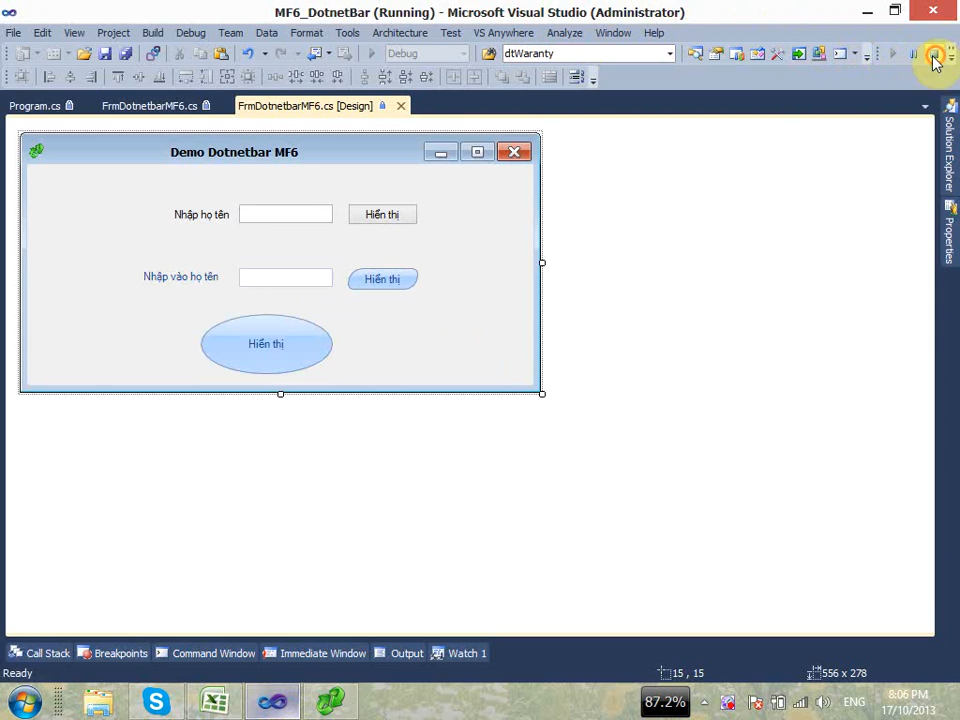 MF6_DotnetBar (Running) - Microsoft Visual Studio (Administrator)
File Edit View Project Build Debug Team Data Format Tools Architecture Test VS Anywhere Analyze Window Help
Debug dtWaranty
Program.cs FrmDotnetbarMF6.cs FrmDotnetbarMF6.cs [Design]
Solution Explorer
Properties
Demo Dotnetbar MF6
Nhập họ tên Hiển thị
Nhập vào họ tên Hiển thị
Hiển thị
Call Stack Breakpoints Command Window Immediate Window Output Watch 1
Ready 15 , 15 556 x 278
87.2% ENG 8:06 PM
17/10/2013